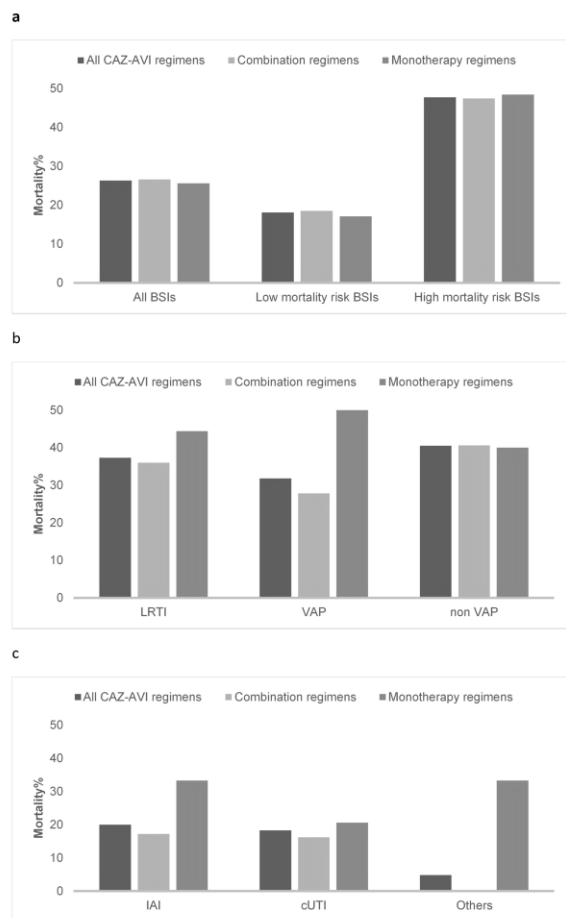 a
All CAZ-AVI regimens Combination regimens Monotherapy regimens
50
40
30
20
10
0
Mortality%
All BSIs Low mortality risk BSIs High mortality risk BSIs
b
All CAZ-AVI regimens Combination regimens Monotherapy regimens
50
40
30
20
10
0
Mortality%
LRTI VAP non VAP
c
All CAZ-AVI regimens Combination regimens Monotherapy regimens
50
40
30
20
10
0
Mortality%
IAI cUTI Others